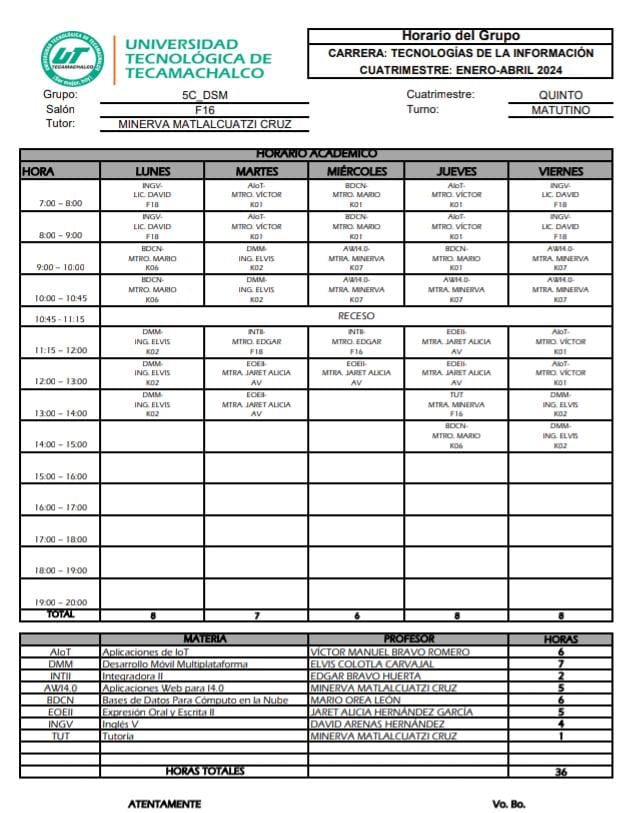 UNIVERSIDAD TECNOLÓGICA DE TECAMACHALCO
UT
TECAMACHALCO
UNIVERSIDAD
TECNOLÓGICA DE
TECAMACHALCO
Horario del Grupo
CARRERA: TECNOLOGÍAS DE LA INFORMACIÓN
CUATRIMESTRE: ENERO-ABRIL 2024
Grupo: 5C_DSM Cuatrimestre: QUINTO
Salón F16 Turno: MATUTINO
Tutor: MINERVA MATLALCUATZI CRUZ
HORARIO ACADEMICO
HORA LUNES MARTES MIÉRCOLES JUEVES VIERNES
INGV- AIoT- BDCN- AIoT- INGV-
LIC. DAVID MTRO. VÍCTOR MTRO. MARIO MTRO. VÍCTOR LIC. DAVID
7:00 – 8:00 F18 K01 K01 K01 F18
INGV- AIoT- BDCN- AIoT- INGV-
LIC. DAVID MTRO. VÍCTOR MTRO. MARIO MTRO. VÍCTOR LIC. DAVID
8:00 – 9:00 F18 K01 K01 K01 F18
BDCN- DMM- AWI4.0- BDCN- AWI4.0-
MTRO. MARIO ING. ELVIS MTRA. MINERVA MTRO. MARIO MTRA. MINERVA
9:00 – 10:00 K06 K02 K07 K01 K07
BDCN- DMM- AWI4.0- AWI4.0- AWI4.0-
MTRO. MARIO ING. ELVIS MTRA. MINERVA MTRA. MINERVA MTRA. MINERVA
10:00 – 10:45 K06 K02 K07 K07 K07
10:45 - 11:15 RECESO
DMM- INTII- INTII- EOEII- AIoT-
ING. ELVIS MTRO. EDGAR MTRO. EDGAR MTRA. JARET ALICIA MTRO. VÍCTOR
11:15 – 12:00 K02 F18 F16 AV K01
DMM- EOEII- EOEII- EOEII- AIoT-
ING. ELVIS MTRA. JARET ALICIA MTRA. JARET ALICIA MTRA. JARET ALICIA MTRO. VÍCTOR
12:00 – 13:00 K02 AV AV AV K01
DMM- EOEII- TUT DMM-
ING. ELVIS MTRA. JARET ALICIA MTRA. MINERVA ING. ELVIS
13:00 – 14:00 K02 AV F16 K02
BDCN- DMM-
MTRO. MARIO ING. ELVIS
14:00 – 15:00 K06 K02
15:00 – 16:00
16:00 – 17:00
17:00 – 18:00
18:00 – 19:00
19:00 – 20:00
TOTAL 8 7 6 8 8
MATERIA PROFESOR HORAS
AIoT Aplicaciones de IoT VÍCTOR MANUEL BRAVO ROMERO 6
DMM Desarrollo Móvil Multiplataforma ELVIS COLOTLA CARVAJAL 7
INTII Integradora II EDGAR BRAVO HUERTA 2
AWI4.0 Aplicaciones Web para I4.0 MINERVA MATLALCUATZI CRUZ 5
BDCN Bases de Datos Para Cómputo en la Nube MARIO OREA LEÓN 6
EOEII Expresión Oral y Escrita II JARET ALICIA HERNÁNDEZ GARCÍA 5
INGV Inglés V DAVID ARENAS HERNÁNDEZ 4
TUT Tutoría MINERVA MATLALCUATZI CRUZ 1
HORAS TOTALES 36
ATENTAMENTE Vo. Bo.